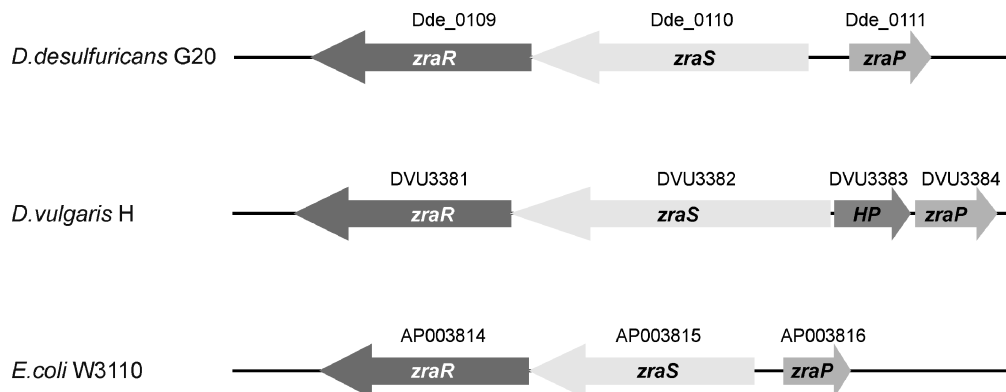 Dde_0109 Dde_0110 Dde_0111
D.desulfuricans G20 zraR zraS zraP
DVU3381 DVU3382 DVU3383 DVU3384
D.vulgaris H zraR zraS HP zraP
AP003814 AP003815 AP003816
E.coli W3110 zraR zraS zraP